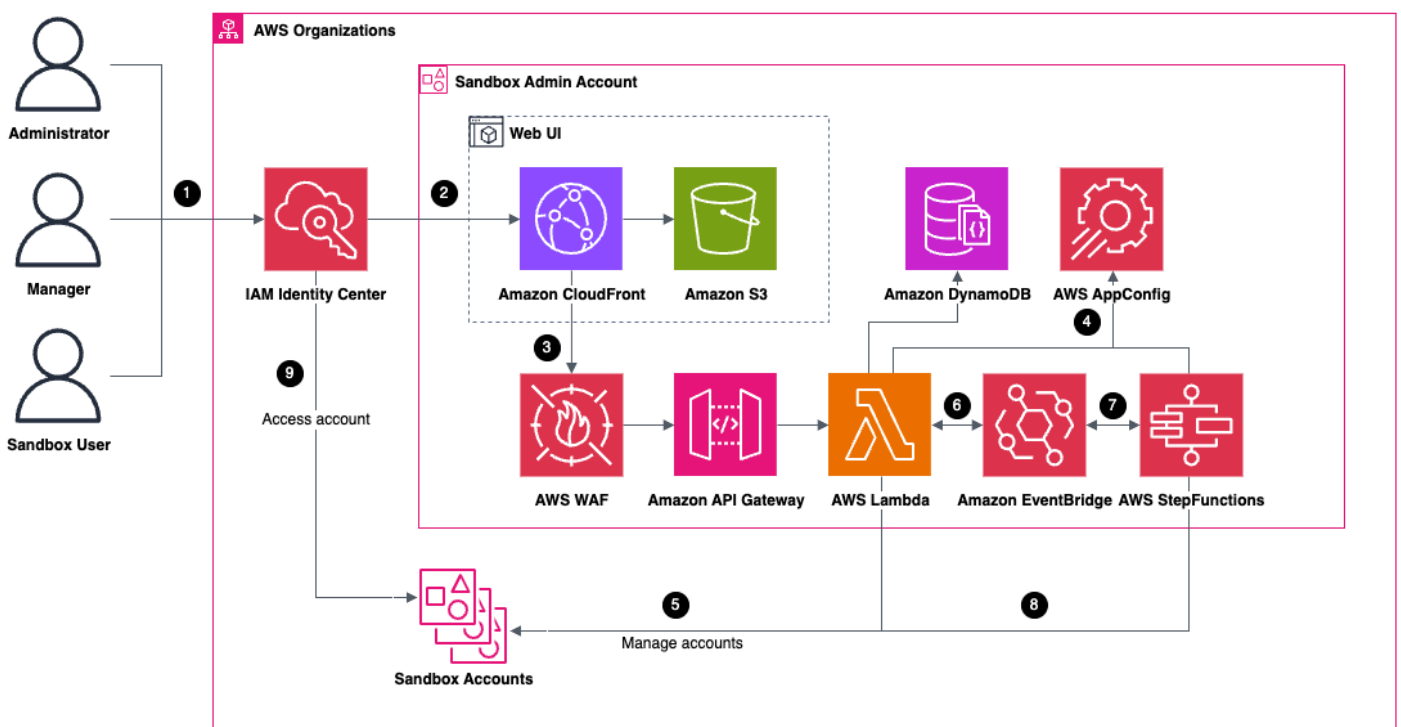 AWS Organizations
Sandbox Admin Account
Administrator
Web UI
1
2
Manager
IAM Identity Center
Amazon CloudFront
Amazon S3
Amazon DynamoDB
AWS AppConfig
3
4
9
Access account
Sandbox User
6
7
</>
{}
AWS WAF
Amazon API Gateway
AWS Lambda
Amazon EventBridge
AWS StepFunctions
5
8
Manage accounts
Sandbox Accounts